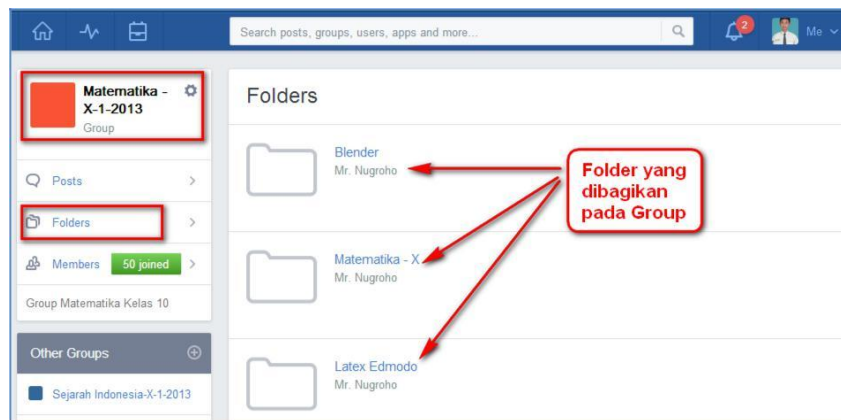 Search posts, groups, users, apps and more...
2
Me
Matematika -
X-1-2013
Group
Posts
Folders
Members
50 joined
Group Matematika Kelas 10
Other Groups
Sejarah Indonesia-X-1-2013
Folders
Blender
Mr. Nugroho
Matematika - X
Mr. Nugroho
Latex Edmodo
Mr. Nugroho
Folder yang
dibagikan
pada Group